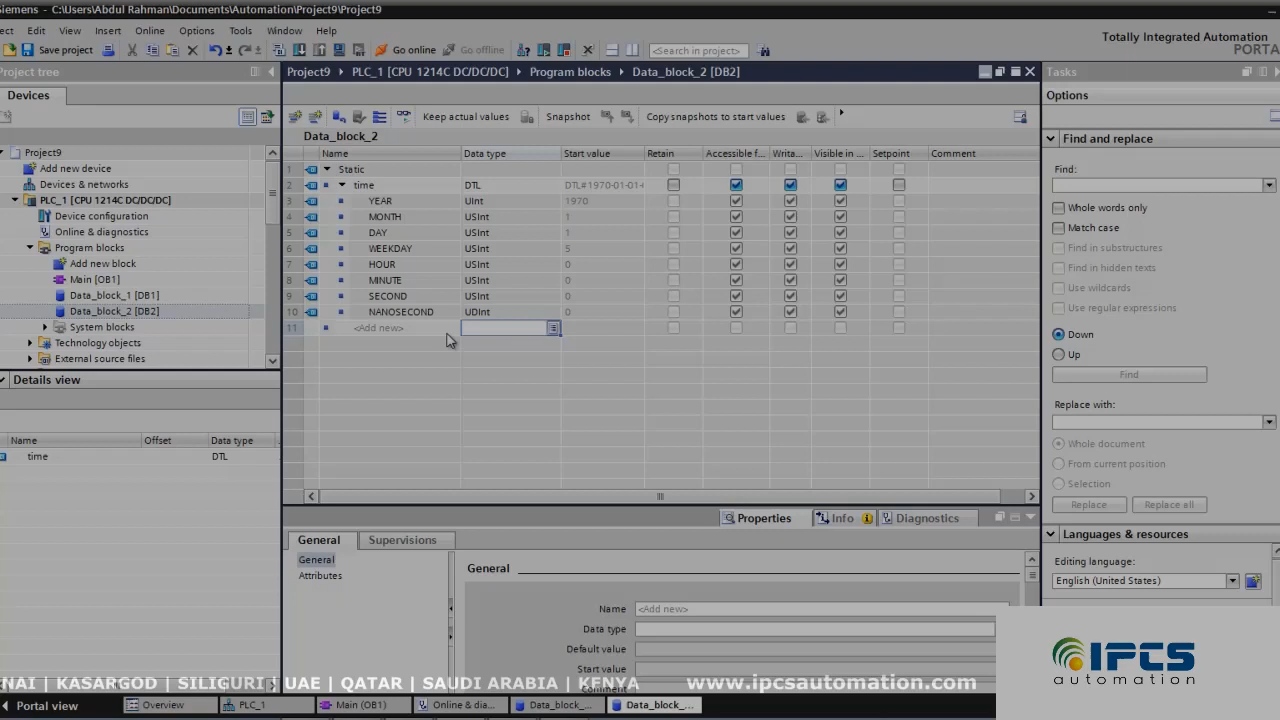 Siemens - C:\Users\Abdul Rahman\Documents\Automation\Project9\Project9
Edit View Insert Online Options Tools Window Help
Totally Integrated Automation
PORTA
Save project
Go online
Go offline
<Search in project>
Project tree
Devices
Project9
Add new device
Devices & networks
PLC_1 [CPU 1214C DC/DC/DC]
Device configuration
Online & diagnostics
Program blocks
Add new block
Main [OB1]
Data_block_1 [DB1]
Data_block_2 [DB2]
System blocks
Technology objects
External source files
Details view
Name Offset Data type
time DTL
Project9 PLC_1 [CPU 1214C DC/DC/DC] Program blocks Data_block_2 [DB2]
Keep actual values Snapshot Copy snapshots to start values
Data_block_2
Name Data type Start value Retain Accessible f... Writa... Visible in ... Setpoint Comment
1 Static
2 time DTL DTL#1970-01-01-
3 YEAR UInt 1970
4 MONTH USInt 1
5 DAY USInt 1
6 WEEKDAY USInt 5
7 HOUR USInt 0
8 MINUTE USInt 0
9 SECOND USInt 0
10 NANOSECOND UDInt 0
11 <Add new>
Properties Info Diagnostics
General Supervisions
General
Attributes
General
Name <Add new>
Data type
Default value
Start value
Comment
Tasks
Options
Find and replace
Find:
Whole words only
Match case
Find in substructures
Find in hidden texts
Use wildcards
Use regular expressions
Down
Up
Find
Replace with:
Whole document
From current position
Selection
Replace Replace all
Languages & resources
Editing language:
English (United States)
IPCS
automation
NAI | KASARGOD | SILIGURI | UAE | QATAR | SAUDI ARABIA | KENYA www.ipcsautomation.com
Portal view Overview PLC_1 Main (OB1) Online & dia... Data_block_... Data_block_...